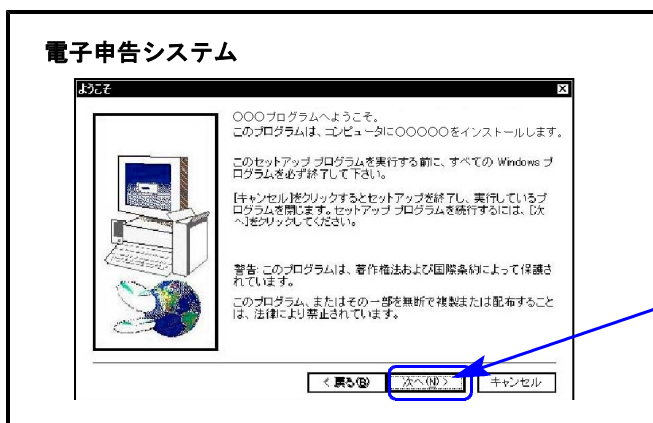 電子申告システム
ようこそ
○○○プログラムへようこそ。
このプログラムは、コンピュータに○○○○○をインストールします。
このセットアップ プログラムを実行する前に、すべての Windows プ
ログラムを必ず終了して下さい。
[キャンセル]をクリックするとセットアップを終了し、実行しているプ
ログラムを閉じます。セットアップ プログラムを続行するには、[次
へ]をクリックしてください。
警告: このプログラムは、著作権法および国際条約によって保護さ
れています。
このプログラム、またはその一部を無断で複製または配布すること
は、法律により禁止されています。
< 戻る(B) 次へ(N) > キャンセル